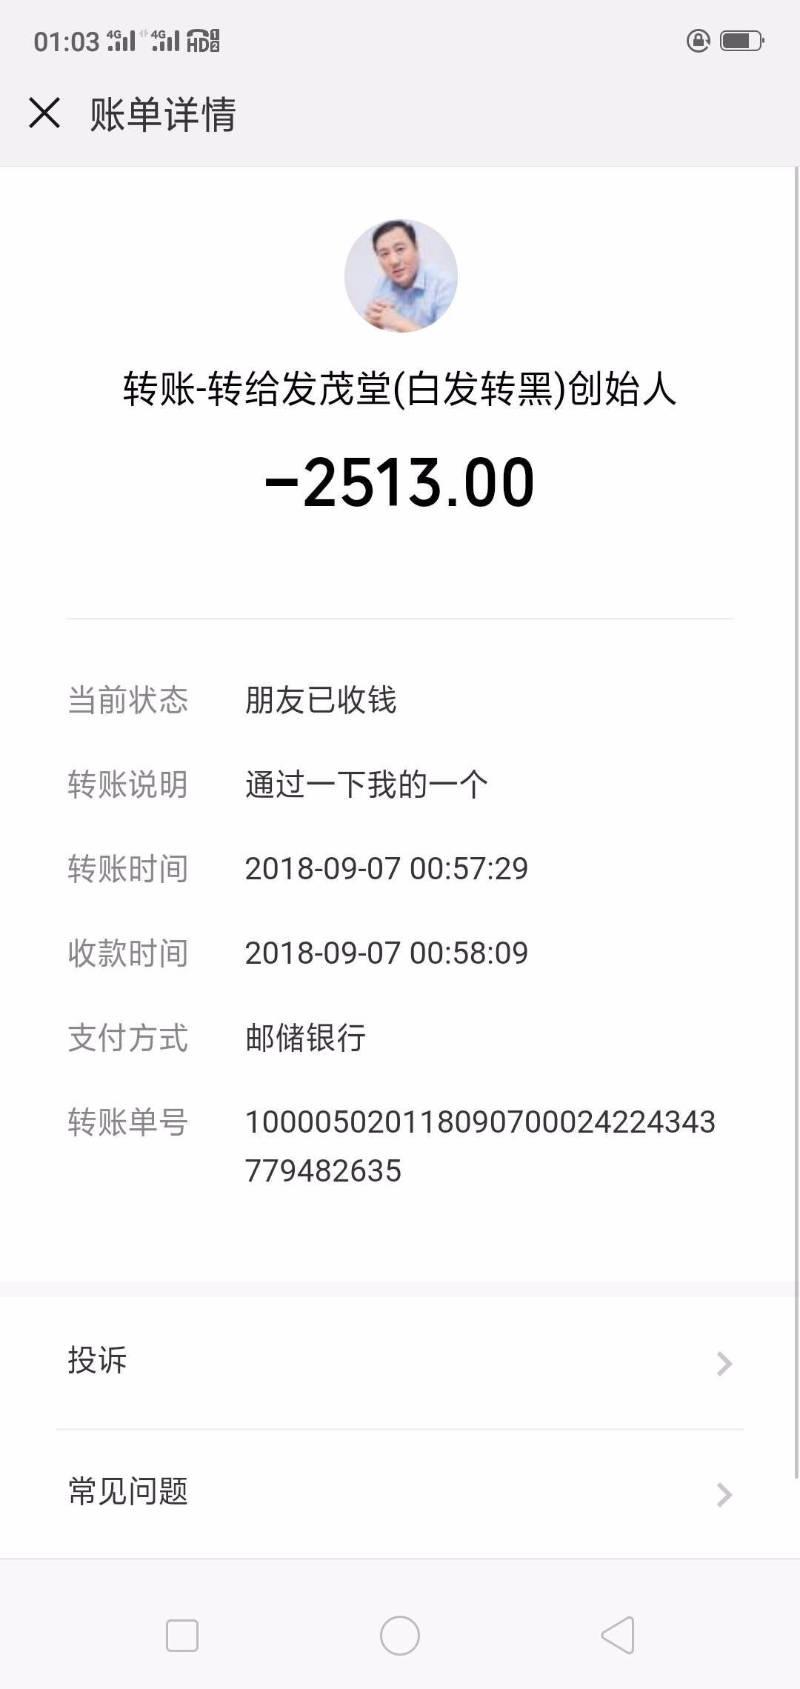 01:03 4G 4G HD 1 2
账单详情
转账-转给发茂堂(白发转黑)创始人
-2513.00
当前状态 朋友已收钱
转账说明 通过一下我的一个
转账时间 2018-09-07 00:57:29
收款时间 2018-09-07 00:58:09
支付方式 邮储银行
转账单号 100005020118090700024224343
779482635
投诉
常见问题